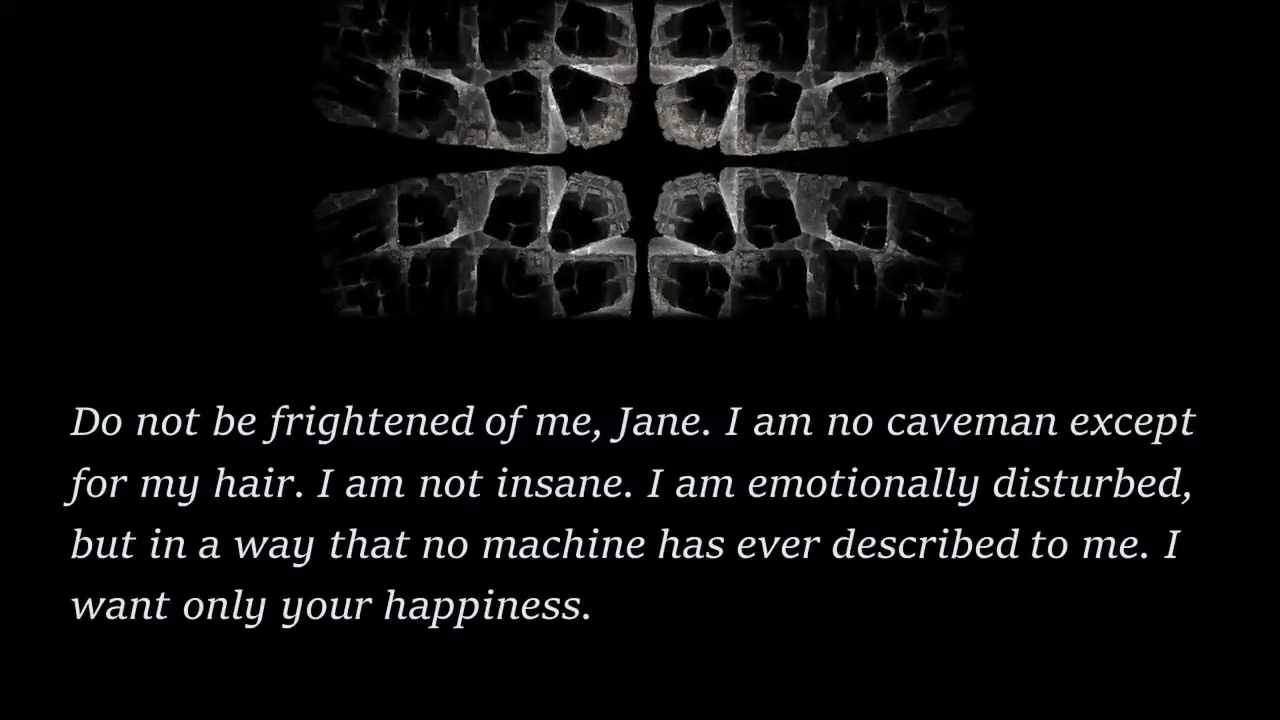 Do not be frightened of me, Jane. I am no caveman except
for my hair. I am not insane. I am emotionally disturbed,
but in a way that no machine has ever described to me. I
want only your happiness.